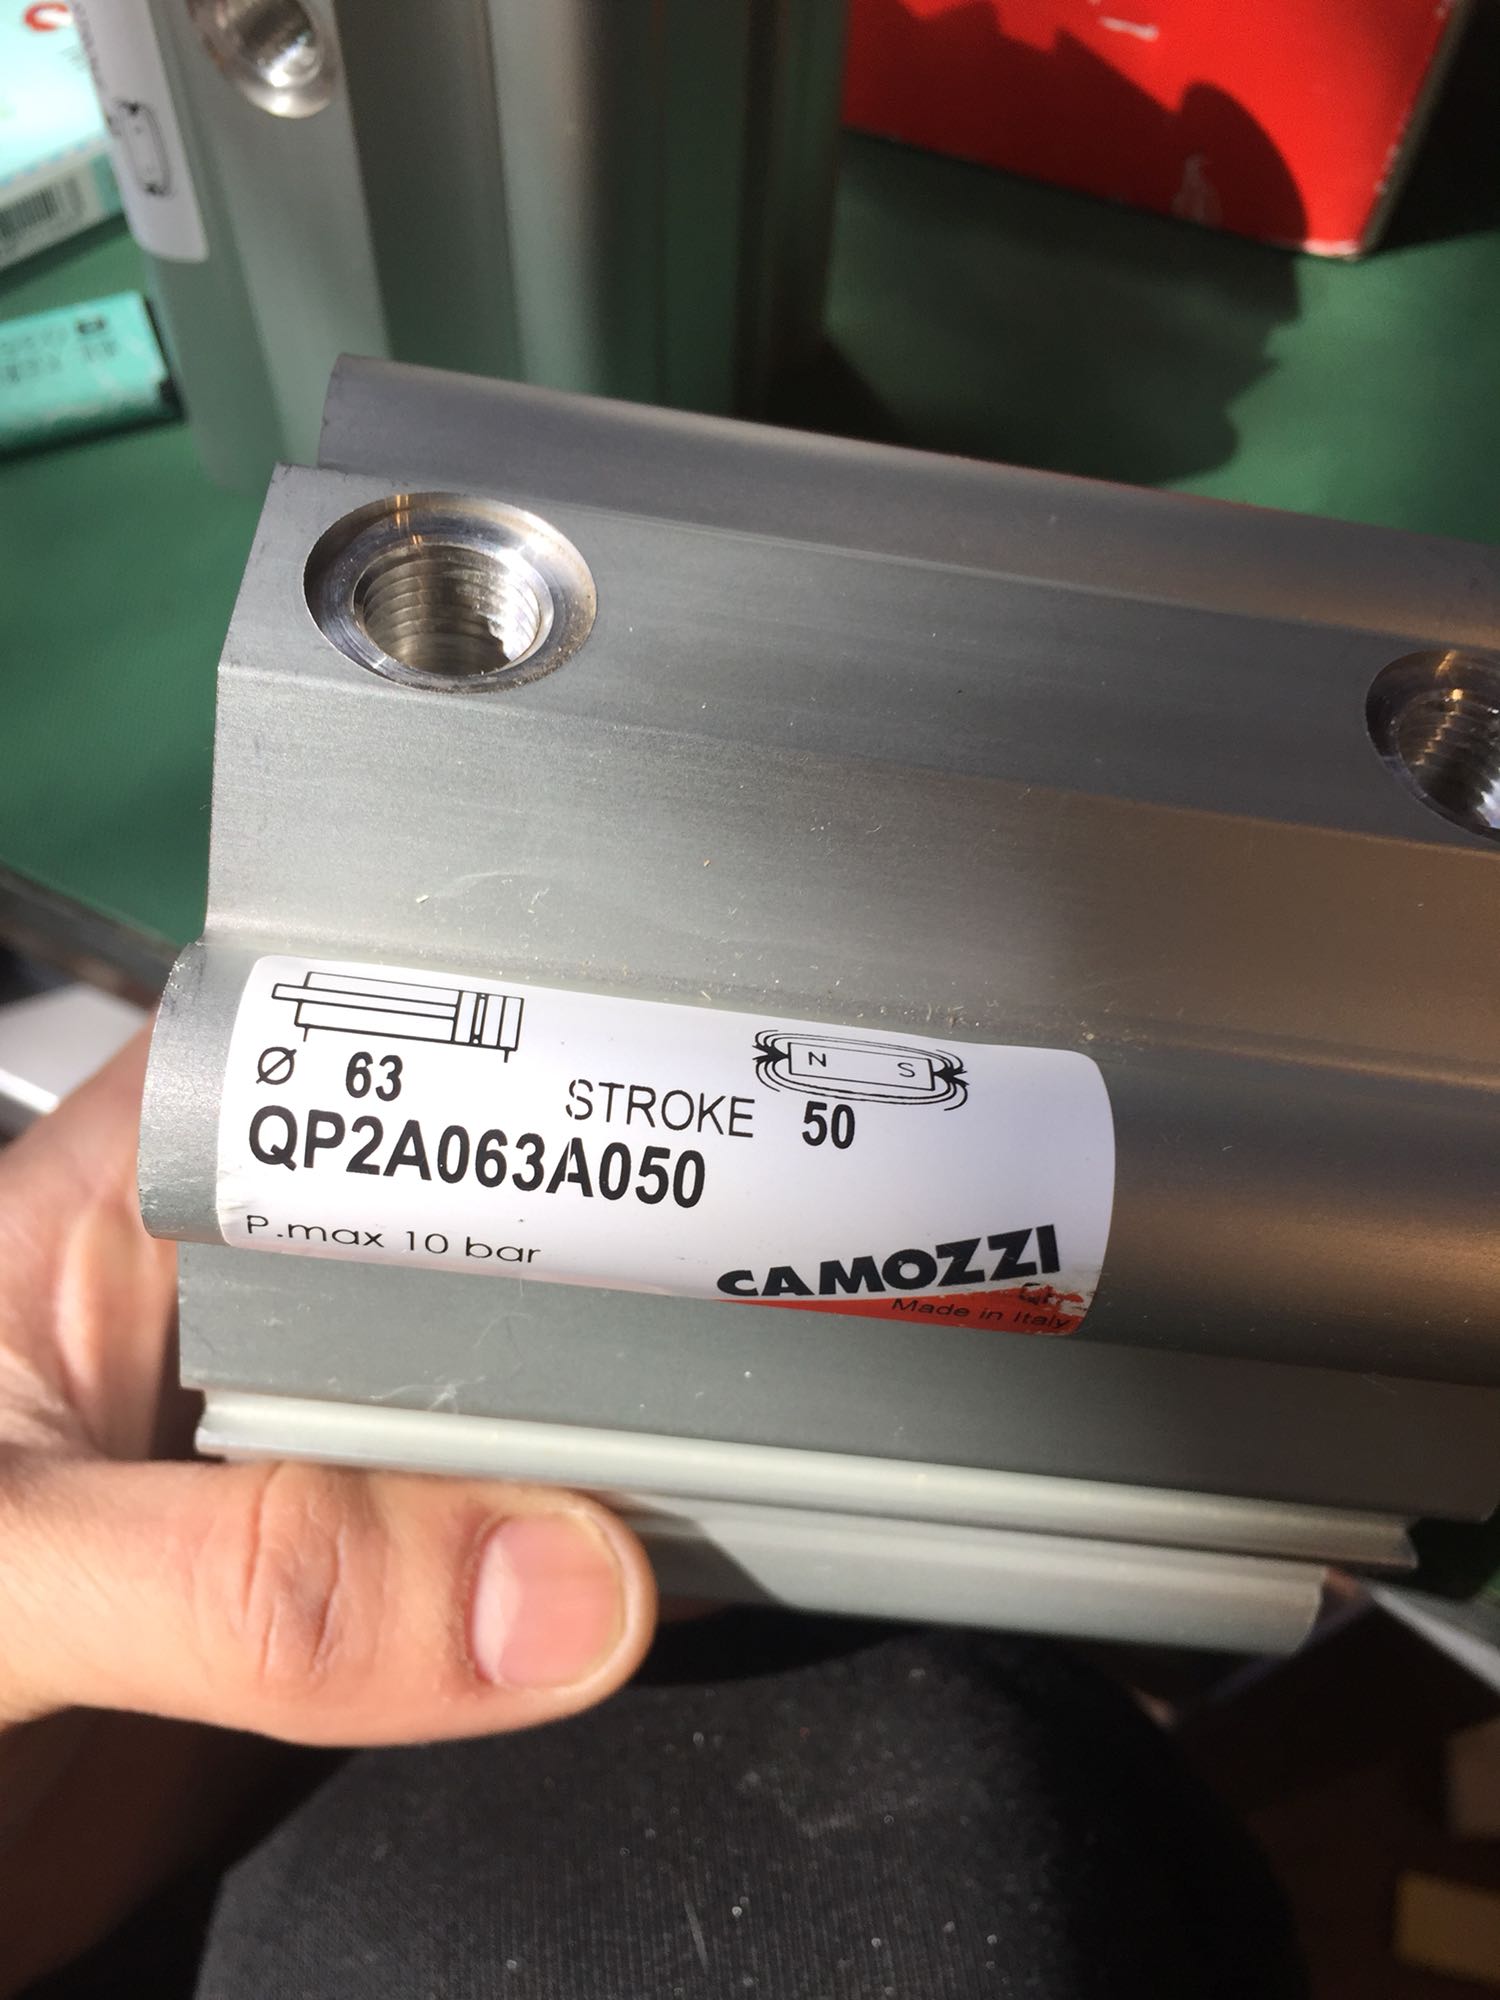 N S
Ø 63 STROKE 50
QP2A063A050
P.max 10 bar
CAMOZZI
Made in Italy